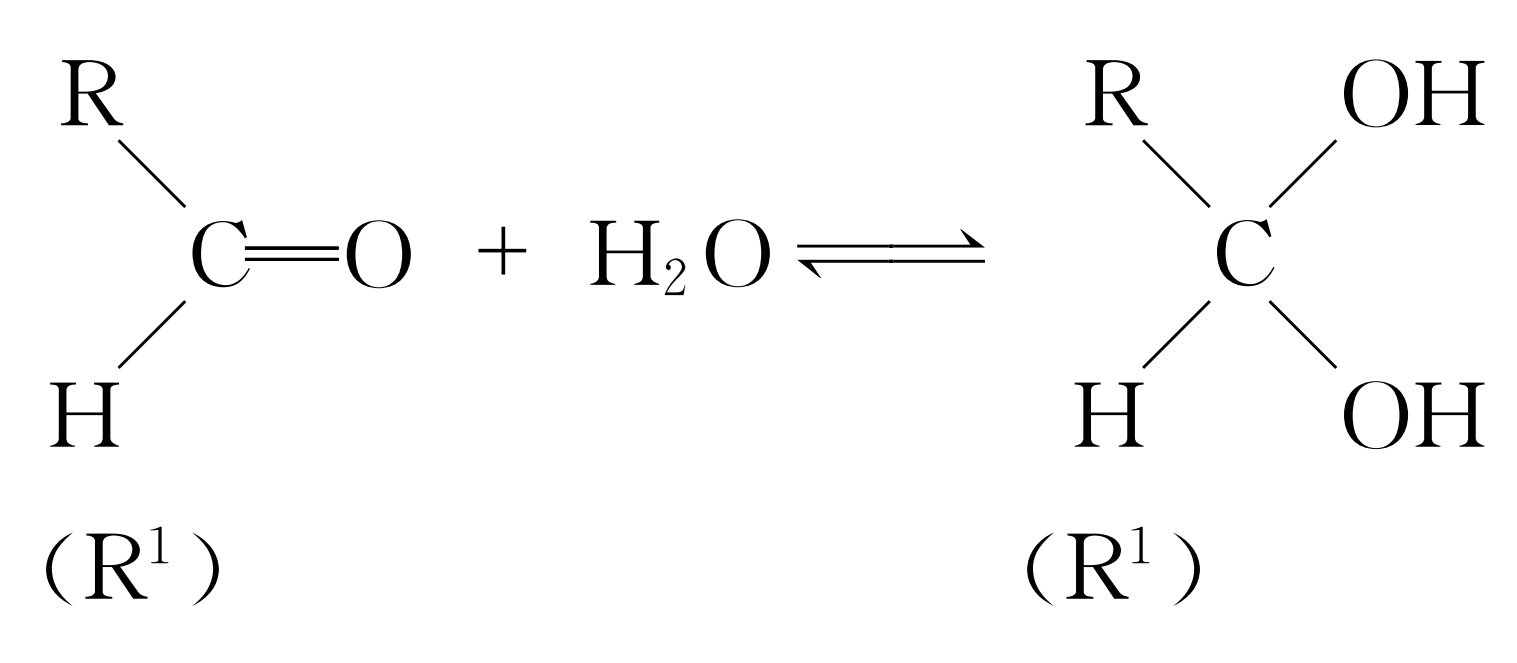 R R OH
C=O + H₂O ⇌ C
H H OH
(R¹) (R¹)